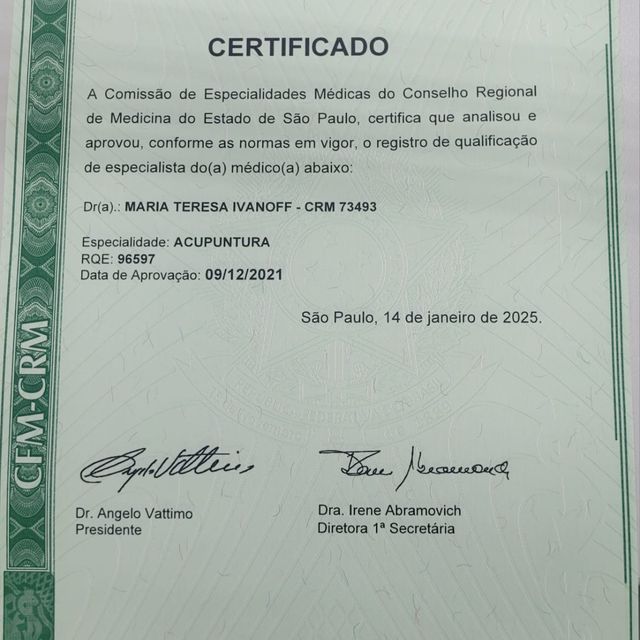 CERTIFICADO
A Comissão de Especialidades Médicas do Conselho Regional
de Medicina do Estado de São Paulo, certifica que analisou e
aprovou, conforme as normas em vigor, o registro de qualificação
de especialista do(a) médico(a) abaixo:
Dr(a).: MARIA TERESA IVANOFF - CRM 73493
Especialidade: ACUPUNTURA
RQE: 96597
Data de Aprovação: 09/12/2021
São Paulo, 14 de janeiro de 2025.
CFM-CRM
Dr. Angelo Vattimo
Presidente
Dra. Irene Abramovich
Diretora 1ª Secretária